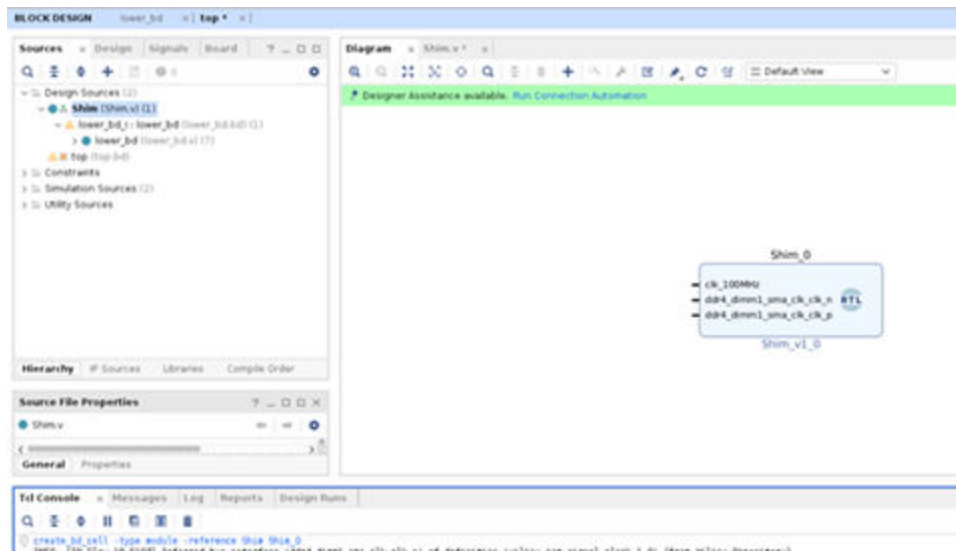 BLOCK DESIGN lower_bd × top * ×
Sources × Design Signals Board ? _ □ □
Diagram × Shim.v * ×
Default View
Designer Assistance available. Run Connection Automation
Design Sources (2)
Shim (Shim.v) (1)
lower_bd_i : lower_bd (lower_bd.bd) (1)
lower_bd (lower_bd.v) (7)
top (top.bd)
Constraints
Simulation Sources (2)
Utility Sources
Shim_0
clk_100MHz
ddr4_dimm1_sma_clk_clk_n
ddr4_dimm1_sma_clk_clk_p
RTL
Shim_v1_0
Hierarchy IP Sources Libraries Compile Order
Source File Properties ? _ □ □ ×
Shim.v
General Properties
Tcl Console × Messages Log Reports Design Runs
create_bd_cell -type module -reference Shim Shim_0